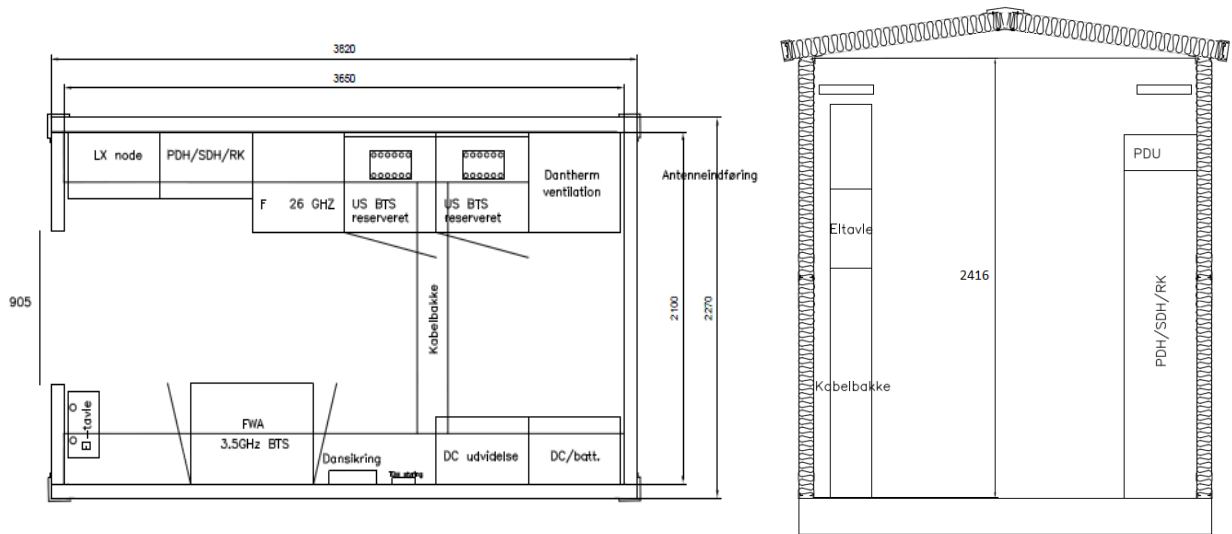 3820
3650
LX node
PDH/SDH/RK
F 26 GHZ
US BTS
reserveret
US BTS
reserveret
Dantherm
ventilation
Antenneindføring
905
Kabelbakke
2100
2270
El-tavle
FWA
3.5GHz BTS
Dansikring
DC udvidelse
DC/batt.
PDU
Eltavle
2416
Kabelbakke
PDH/SDH/RK